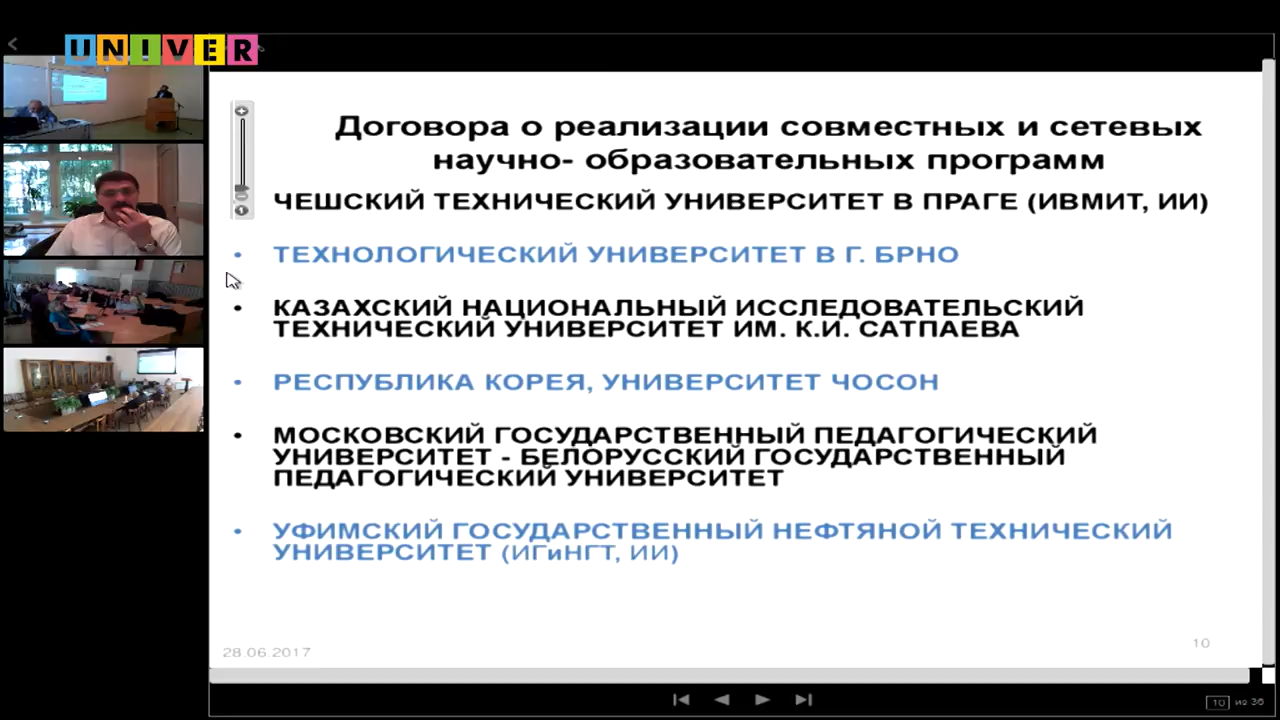 UNIVER
Договора о реализации совместных и сетевых
научно- образовательных программ
ЧЕШСКИЙ ТЕХНИЧЕСКИЙ УНИВЕРСИТЕТ В ПРАГЕ (ИВМИТ, ИИ)
• ТЕХНОЛОГИЧЕСКИЙ УНИВЕРСИТЕТ В Г. БРНО
• КАЗАХСКИЙ НАЦИОНАЛЬНЫЙ ИССЛЕДОВАТЕЛЬСКИЙ
ТЕХНИЧЕСКИЙ УНИВЕРСИТЕТ ИМ. К.И. САТПАЕВА
• РЕСПУБЛИКА КОРЕЯ, УНИВЕРСИТЕТ ЧОСОН
• МОСКОВСКИЙ ГОСУДАРСТВЕННЫЙ ПЕДАГОГИЧЕСКИЙ
УНИВЕРСИТЕТ - БЕЛОРУССКИЙ ГОСУДАРСТВЕННЫЙ
ПЕДАГОГИЧЕСКИЙ УНИВЕРСИТЕТ
• УФИМСКИЙ ГОСУДАРСТВЕННЫЙ НЕФТЯНОЙ ТЕХНИЧЕСКИЙ
УНИВЕРСИТЕТ (ИГиНГТ, ИИ)
28.06.2017
10
10 из 36